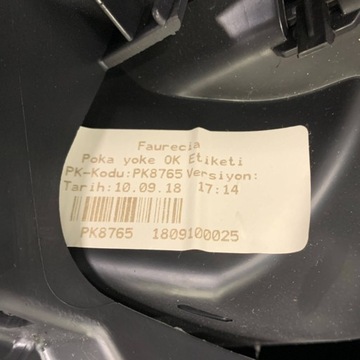 Faurecia
Poka yoke OK Etiketi
PK-Kodu:PK8765 Versiyon:
Tarih:10.09.18 17:14
PK8765 1809100025